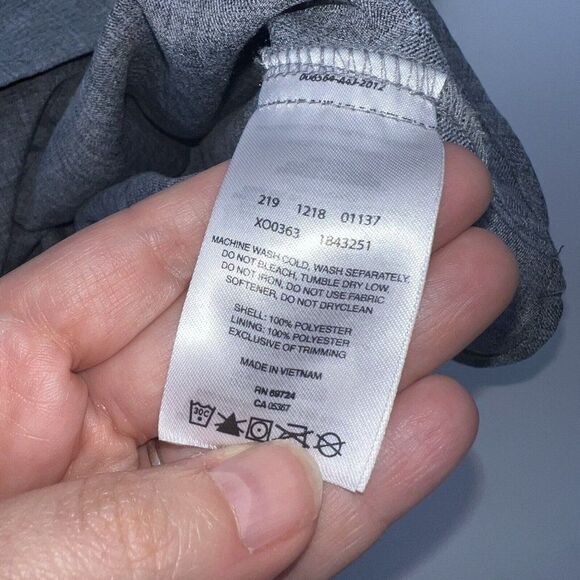 219 1218 01137
XO0363 1843251
MACHINE WASH COLD, WASH SEPARATELY,
DO NOT BLEACH, TUMBLE DRY LOW.
DO NOT IRON, DO NOT USE FABRIC
SOFTENER, DO NOT DRYCLEAN
SHELL: 100% POLYESTER
LINING: 100% POLYESTER
EXCLUSIVE OF TRIMMING
MADE IN VIETNAM
RN 69724
CA 05367
30C